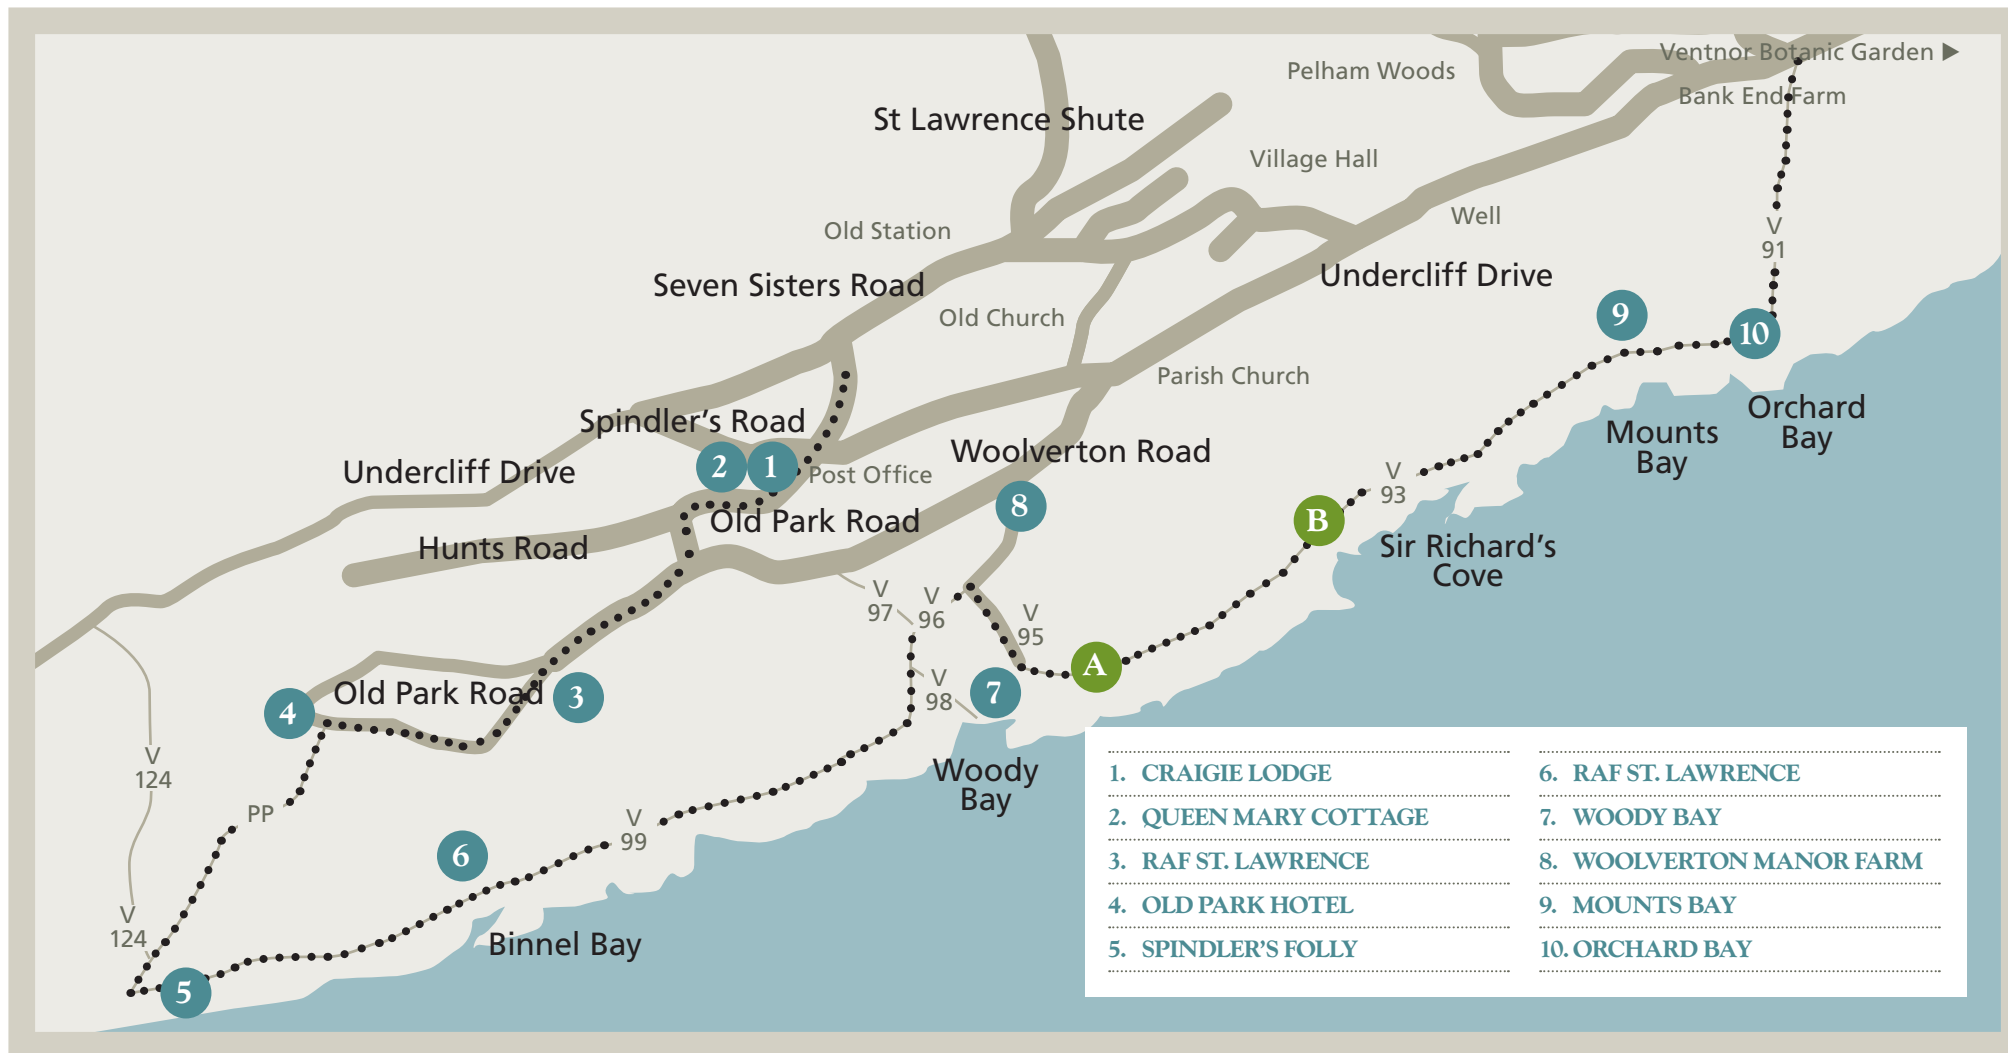 Ventnor Botanic Garden ►
Pelham Woods
Bank End Farm
St Lawrence Shute
Village Hall
Well
V
91
Old Station
Seven Sisters Road
Undercliff Drive
Old Church
9
10
Parish Church
Orchard
Bay
Mounts
Bay
Spindler’s Road
Woolverton Road
2
1
Post Office
Undercliff Drive
V
93
8
B
Old Park Road
Hunts Road
Sir Richard’s
Cove
V
97
V
96
V
95
A
V
98
7
Old Park Road
3
4
Woody
Bay
V
124
PP
V
99
6
V
124
Binnel Bay
5
1. CRAIGIE LODGE
2. QUEEN MARY COTTAGE
3. RAF ST. LAWRENCE
4. OLD PARK HOTEL
5. SPINDLER’S FOLLY
6. RAF ST. LAWRENCE
7. WOODY BAY
8. WOOLVERTON MANOR FARM
9. MOUNTS BAY
10. ORCHARD BAY